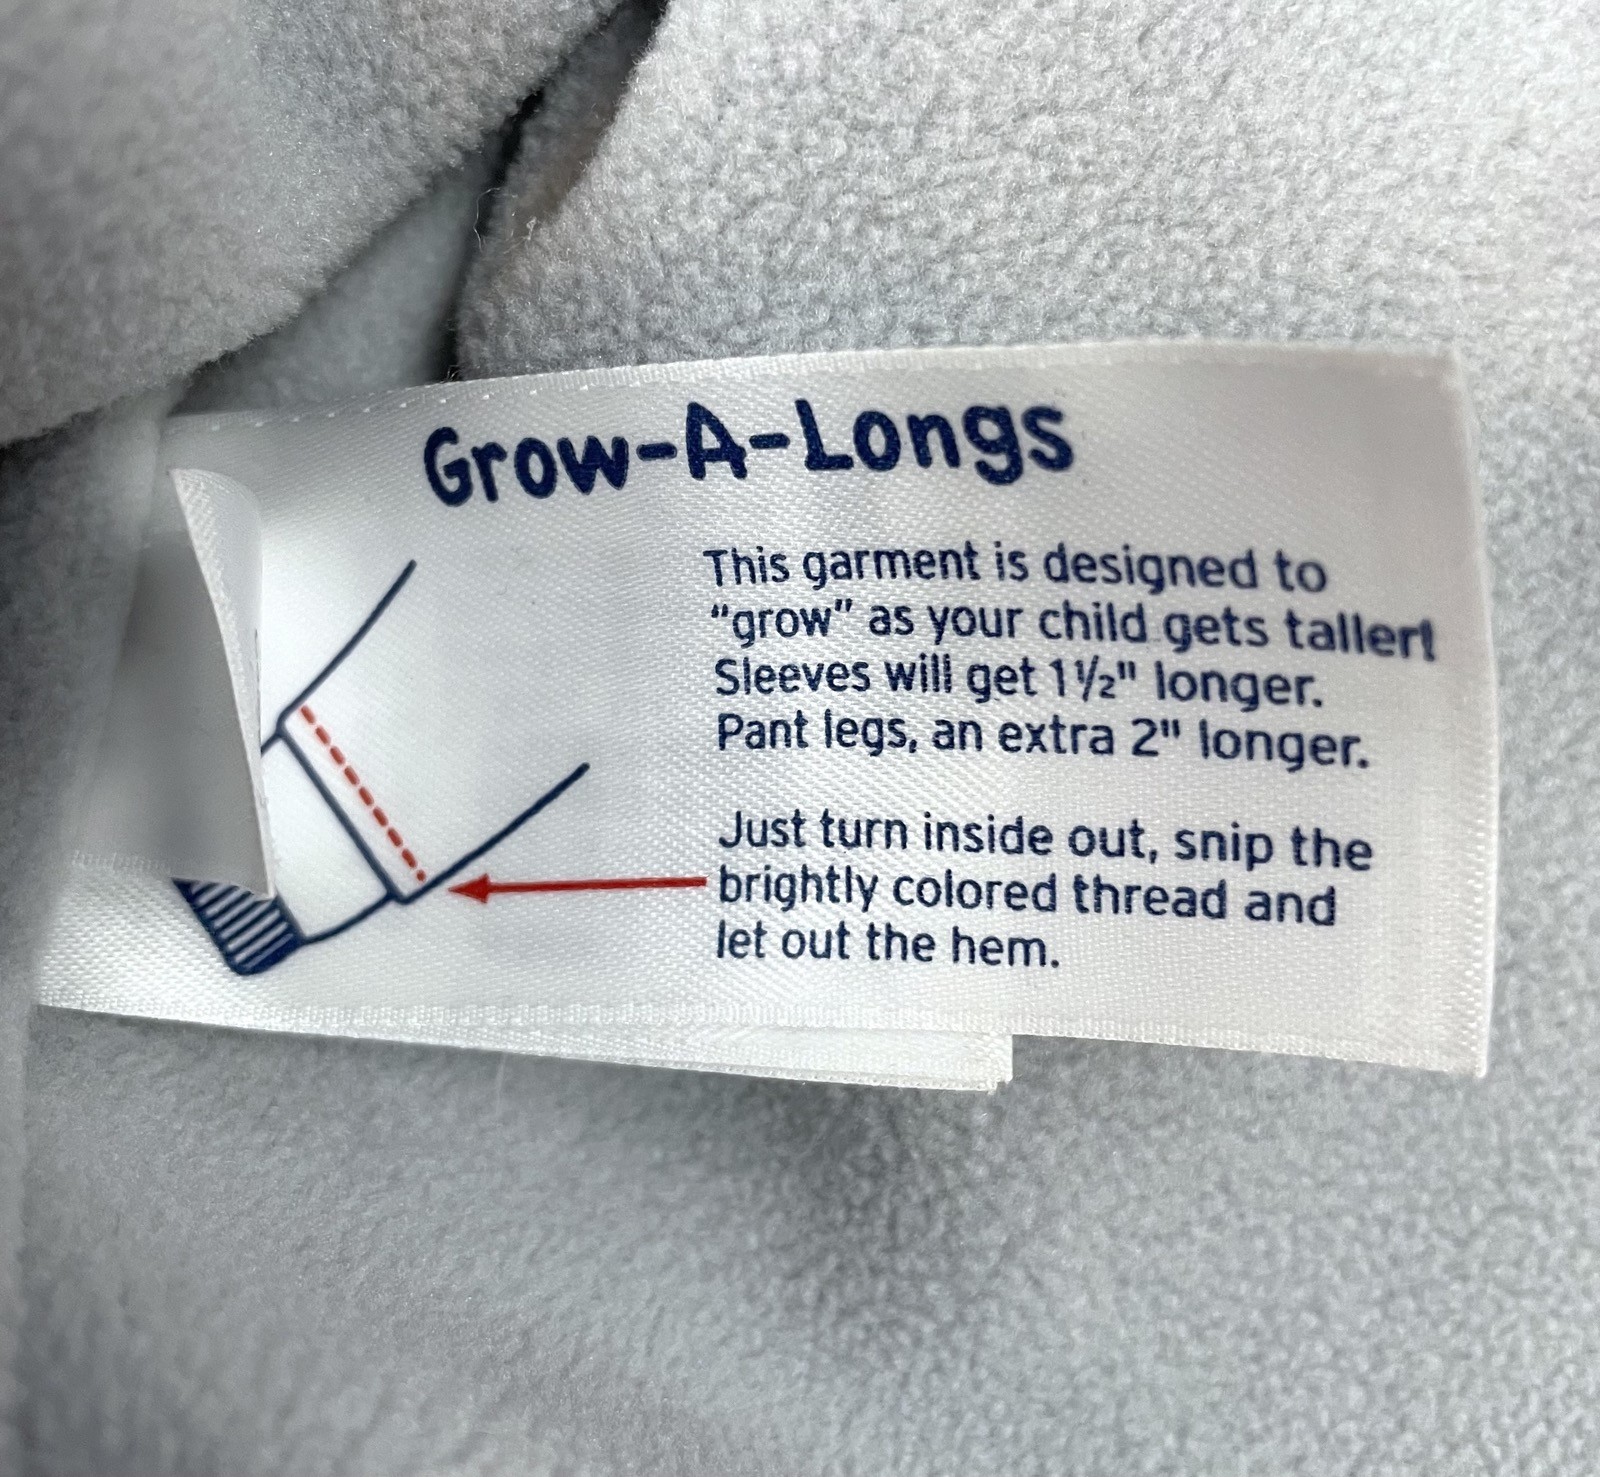 Grow-A-Longs
This garment is designed to
“grow” as your child gets taller!
Sleeves will get 1½" longer.
Pant legs, an extra 2" longer.
Just turn inside out, snip the
brightly colored thread and
let out the hem.